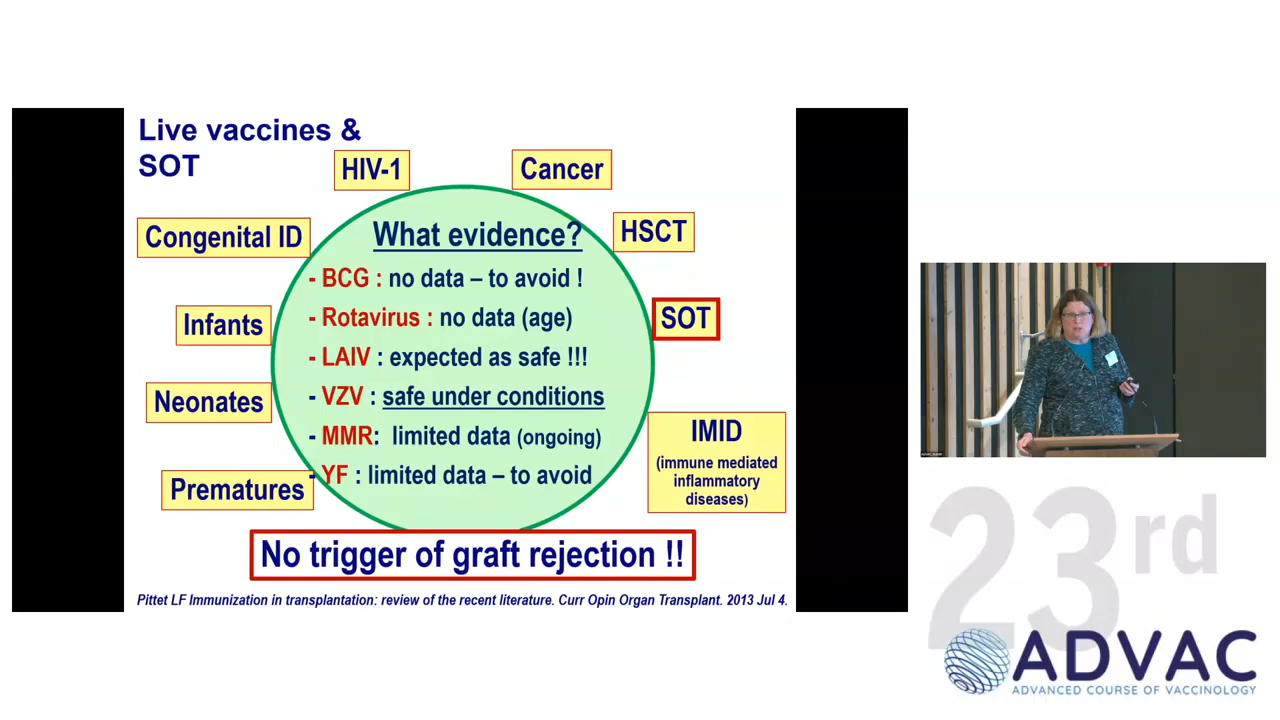 Live vaccines &
SOT
HIV-1
Cancer
Congenital ID
What evidence?
HSCT
- BCG : no data – to avoid !
Infants
- Rotavirus : no data (age)
SOT
- LAIV : expected as safe !!!
Neonates
- VZV : safe under conditions
- MMR: limited data (ongoing)
IMID
(immune mediated
inflammatory
diseases)
Prematures
- YF : limited data – to avoid
No trigger of graft rejection !!
Pittet LF Immunization in transplantation: review of the recent literature. Curr Opin Organ Transplant. 2013 Jul 4.
23rd
ADVAC
ADVANCED COURSE OF VACCINOLOGY